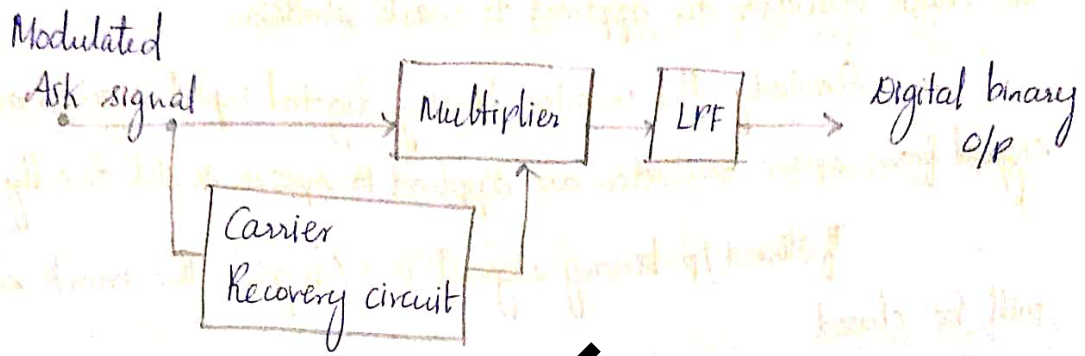 Modulated
Ask signal
Multiplier
LPF
Digital binary
O/P
Carrier
Recovery circuit